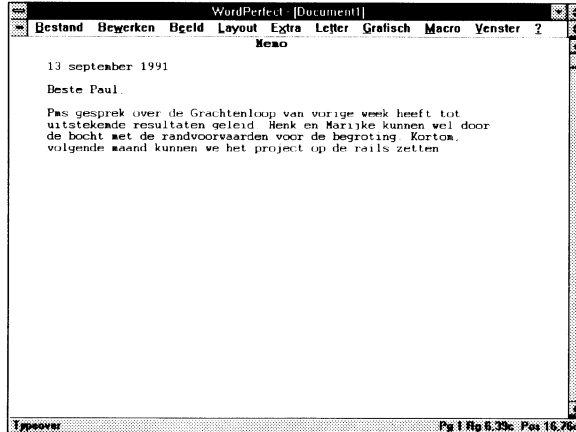 WordPerfect - [Document1]
Bestand Bewerken Beeld Layout Extra Letter Grafisch Macro Venster ?
Memo
13 september 1991
Beste Paul.
Pms gesprek over de Grachtenloop van vorige week heeft tot
uitstekende resultaten geleid. Henk en Marijke kunnen wel door
de bocht met de randvoorwaarden voor de begroting. Kortom,
volgende maand kunnen we het project op de rails zetten
Typeover Pg 1 Rg 6,39c Pos 16,76c